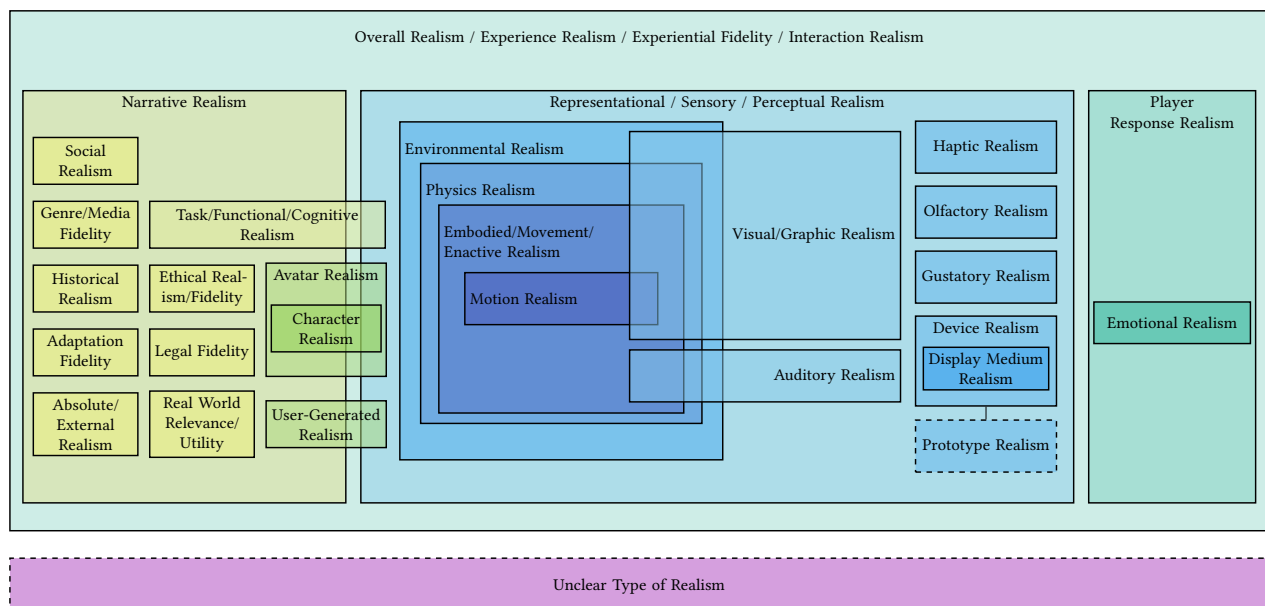 Overall Realism / Experience Realism / Experiential Fidelity / Interaction Realism
Narrative Realism
Social
Realism
Genre/Media
Fidelity
Task/Functional/Cognitive
Realism
Historical
Realism
Ethical Real-
ism/Fidelity
Avatar Realism
Character
Realism
Adaptation
Fidelity
Legal Fidelity
Absolute/
External
Realism
Real World
Relevance/
Utility
User-Generated
Realism
Representational / Sensory / Perceptual Realism
Environmental Realism
Physics Realism
Embodied/Movement/
Enactive Realism
Motion Realism
Visual/Graphic Realism
Auditory Realism
Haptic Realism
Olfactory Realism
Gustatory Realism
Device Realism
Display Medium
Realism
Prototype Realism
Player
Response Realism
Emotional Realism
Unclear Type of Realism